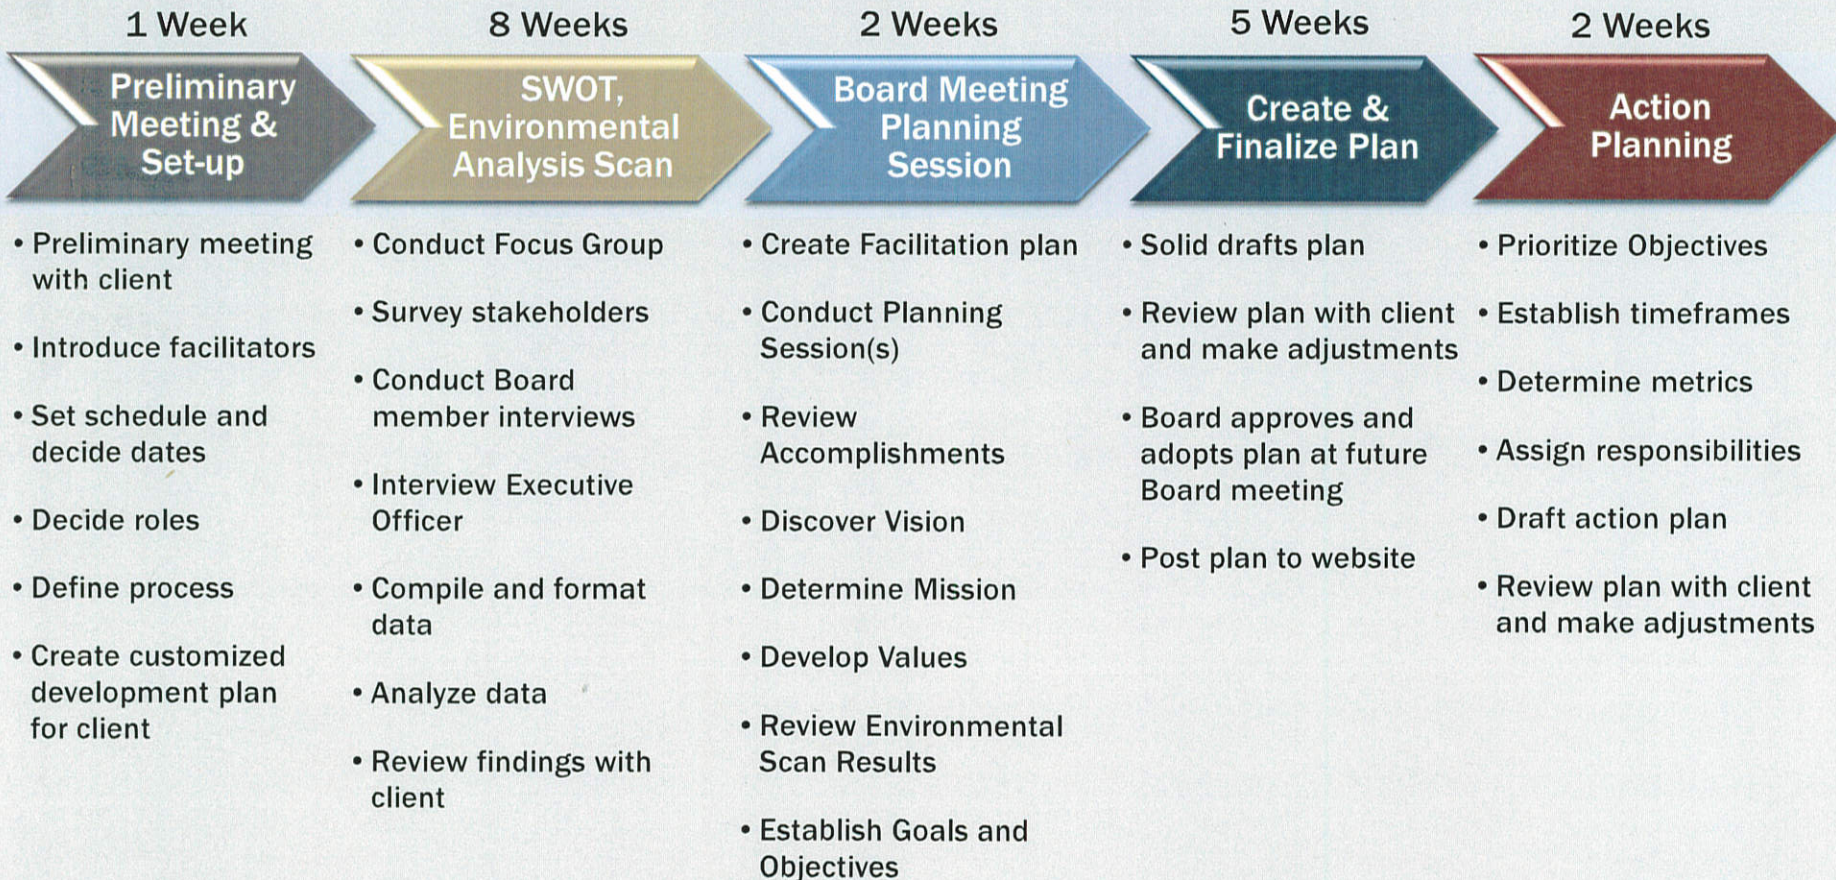 1 Week
Preliminary
Meeting &
Set-up
• Preliminary meeting
with client
• Introduce facilitators
• Set schedule and
decide dates
• Decide roles
• Define process
• Create customized
development plan
for client
8 Weeks
SWOT,
Environmental
Analysis Scan
• Conduct Focus Group
• Survey stakeholders
• Conduct Board
member interviews
• Interview Executive
Officer
• Compile and format
data
• Analyze data
• Review findings with
client
2 Weeks
Board Meeting
Planning
Session
• Create Facilitation plan
• Conduct Planning
Session(s)
• Review
Accomplishments
• Discover Vision
• Determine Mission
• Develop Values
• Review Environmental
Scan Results
• Establish Goals and
Objectives
5 Weeks
Create &
Finalize Plan
• Solid drafts plan
• Review plan with client
and make adjustments
• Board approves and
adopts plan at future
Board meeting
• Post plan to website
2 Weeks
Action
Planning
• Prioritize Objectives
• Establish timeframes
• Determine metrics
• Assign responsibilities
• Draft action plan
• Review plan with client
and make adjustments